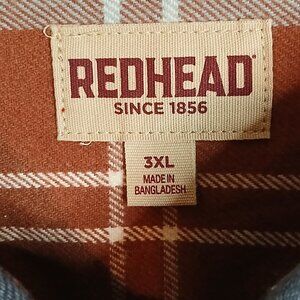 REDHEAD
SINCE 1856
3XL
MADE IN
BANGLADESH